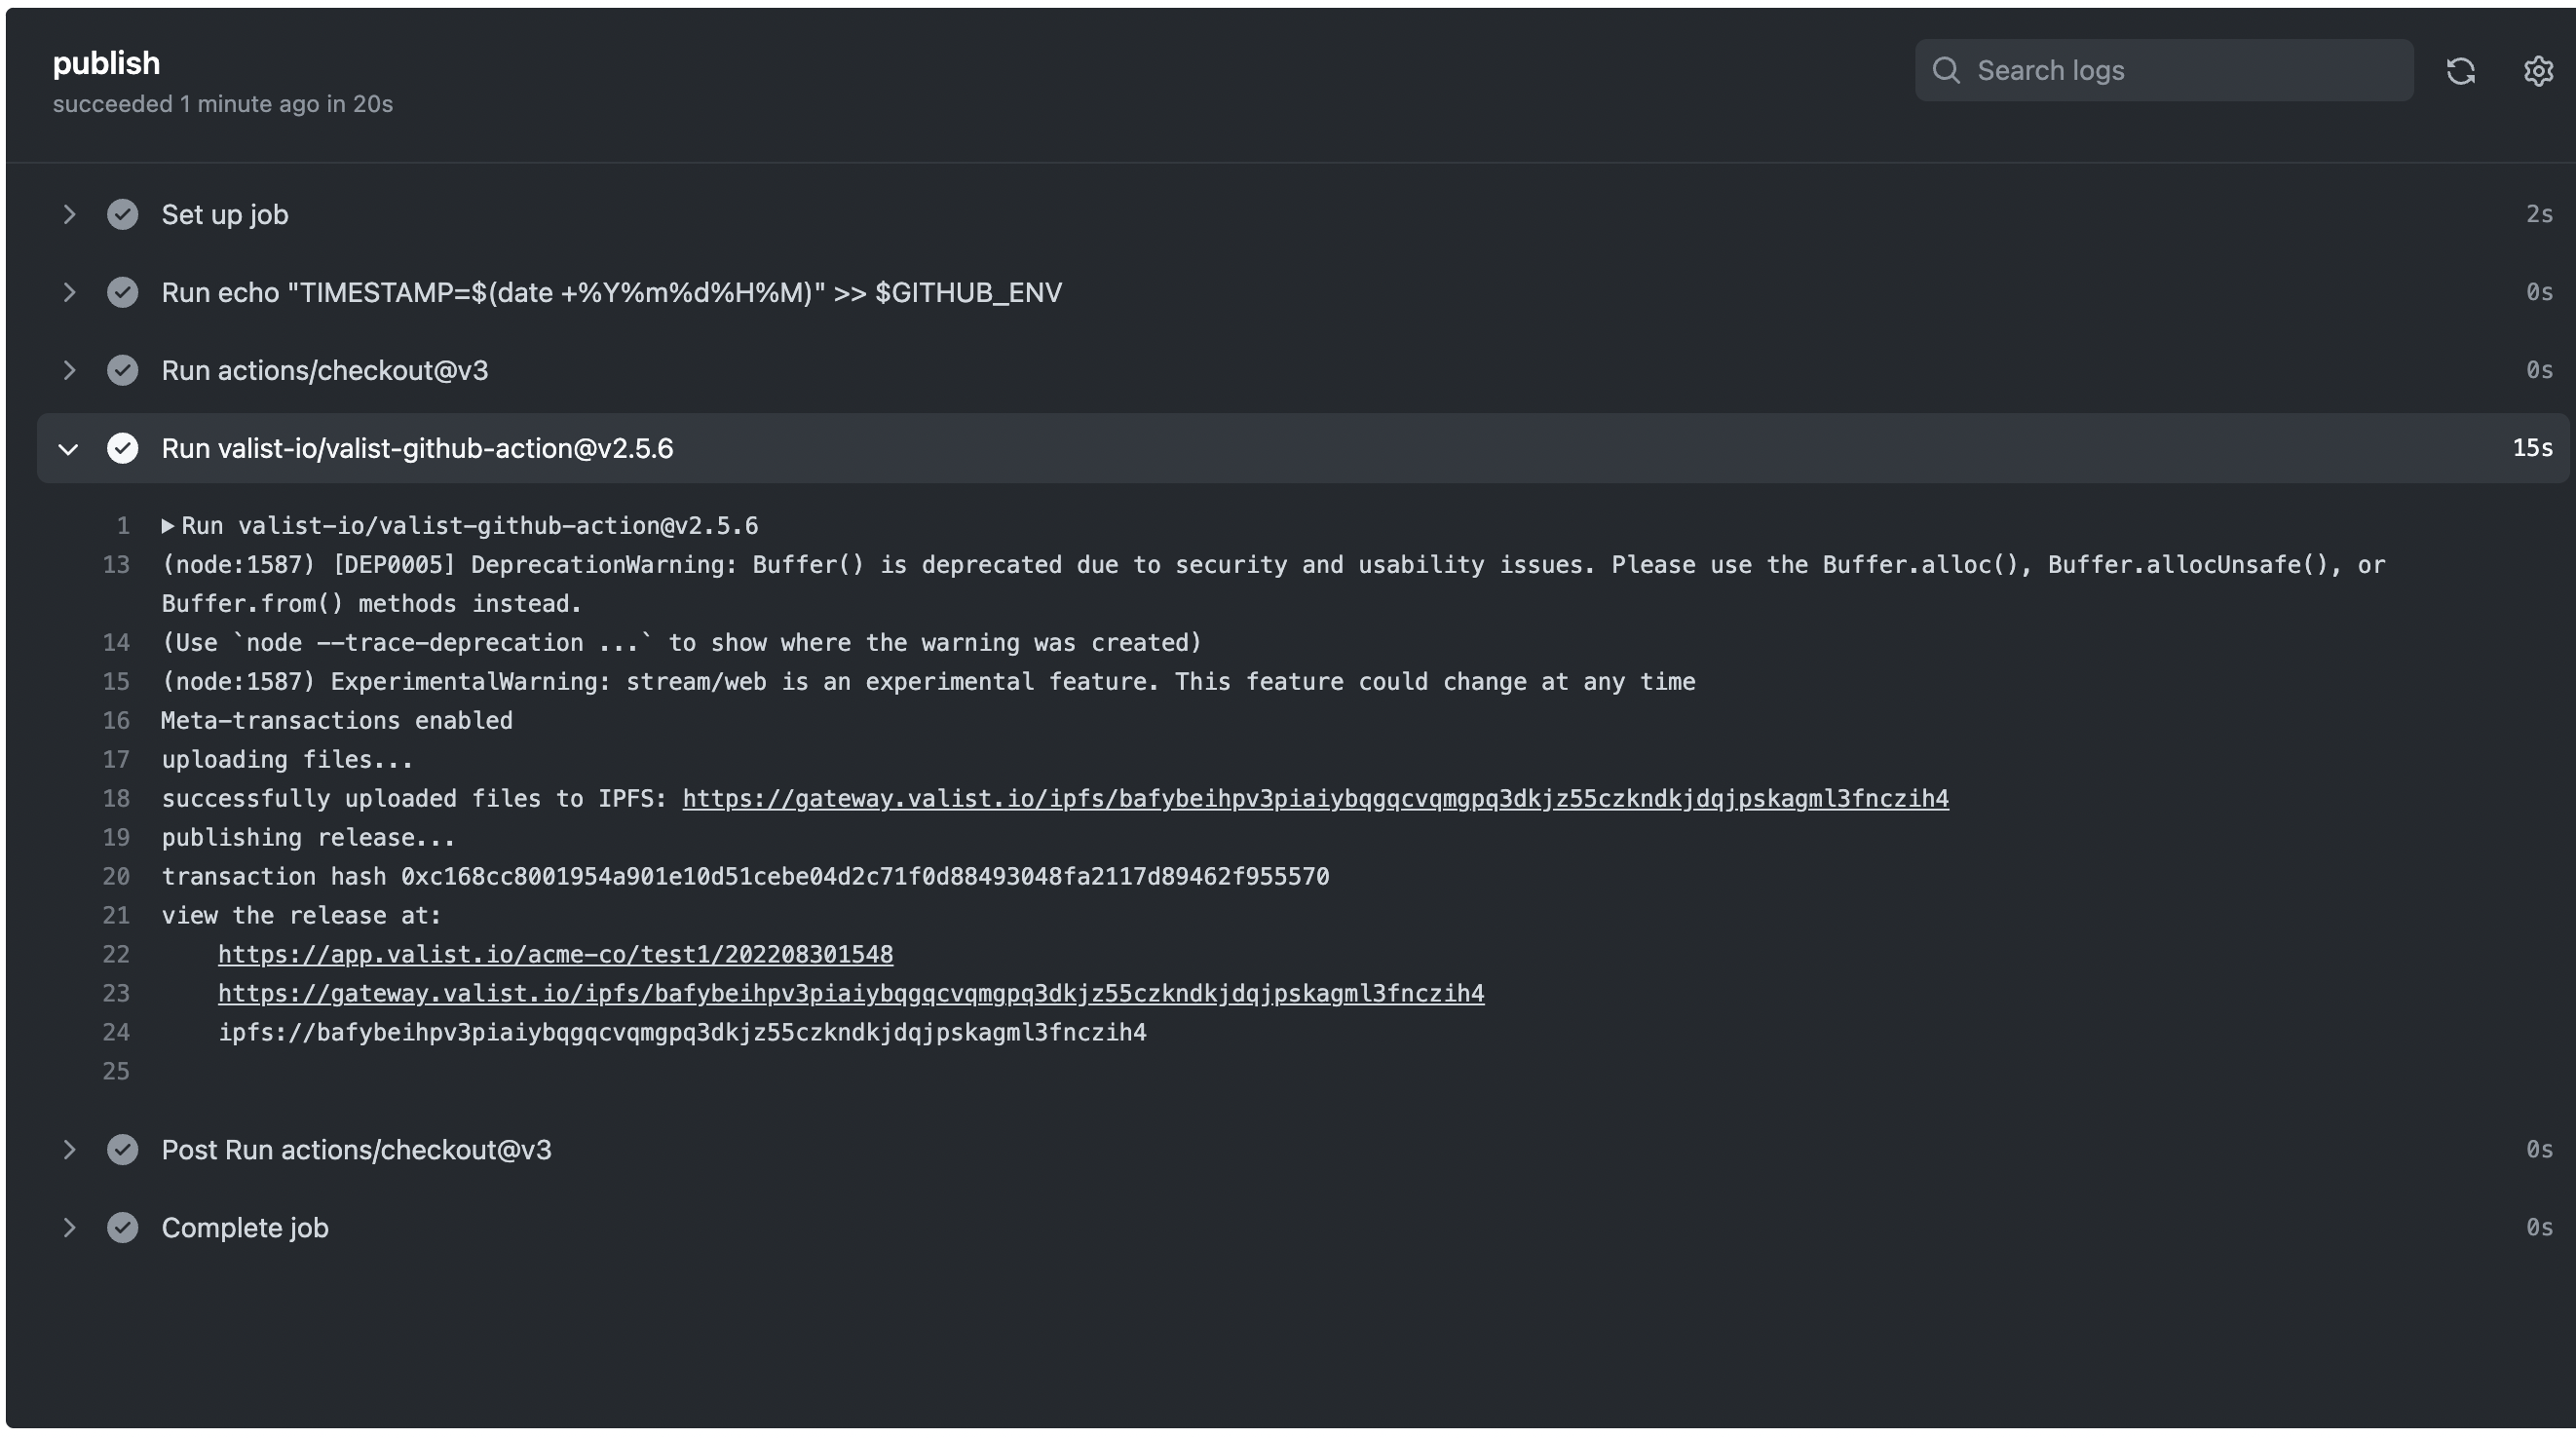 publish
succeeded 1 minute ago in 20s
Search logs
Set up job 2s
Run echo "TIMESTAMP=$(date +%Y%m%d%H%M)" >> $GITHUB_ENV 0s
Run actions/checkout@v3 0s
Run valist-io/valist-github-action@v2.5.6 15s
1 Run valist-io/valist-github-action@v2.5.6
13 (node:1587) [DEP0005] DeprecationWarning: Buffer() is deprecated due to security and usability issues. Please use the Buffer.alloc(), Buffer.allocUnsafe(), or
Buffer.from() methods instead.
14 (Use `node --trace-deprecation ...` to show where the warning was created)
15 (node:1587) ExperimentalWarning: stream/web is an experimental feature. This feature could change at any time
16 Meta-transactions enabled
17 uploading files...
18 successfully uploaded files to IPFS: https://gateway.valist.io/ipfs/bafybeihpv3piaiybqgqcvqmgpq3dkjz55czkndkjdqjpskagml3fnczih4
19 publishing release...
20 transaction hash 0xc168cc8001954a901e10d51cebe04d2c71f0d88493048fa2117d89462f955570
21 view the release at:
22 https://app.valist.io/acme-co/test1/202208301548
23 https://gateway.valist.io/ipfs/bafybeihpv3piaiybqgqcvqmgpq3dkjz55czkndkjdqjpskagml3fnczih4
24 ipfs://bafybeihpv3piaiybqgqcvqmgpq3dkjz55czkndkjdqjpskagml3fnczih4
25
Post Run actions/checkout@v3 0s
Complete job 0s